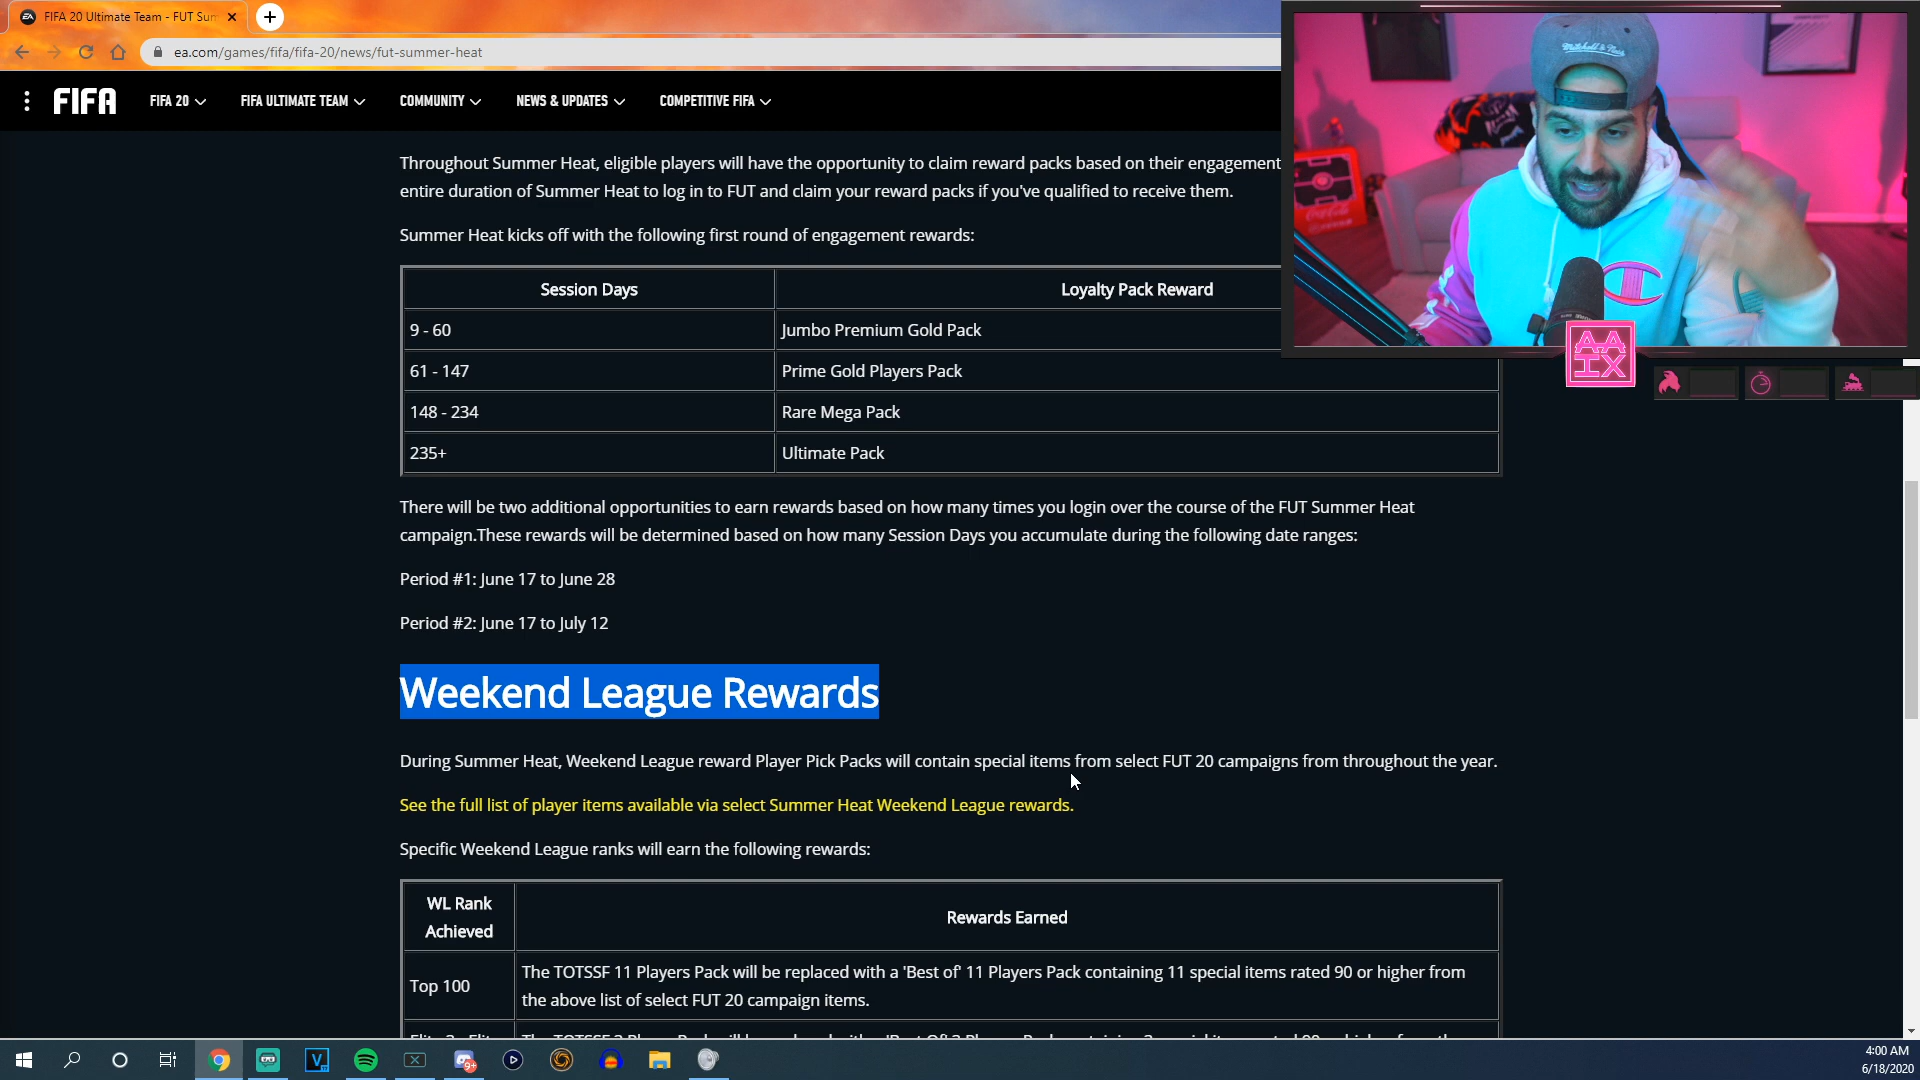 FIFA 20 Ultimate Team - FUT Sum
ea.com/games/fifa/fifa-20/news/fut-summer-heat
FIFA
FIFA 20
FIFA ULTIMATE TEAM
COMMUNITY
NEWS & UPDATES
COMPETITIVE FIFA
Throughout Summer Heat, eligible players will have the opportunity to claim reward packs based on their engagement
entire duration of Summer Heat to log in to FUT and claim your reward packs if you've qualified to receive them.
Summer Heat kicks off with the following first round of engagement rewards:
Session Days
Loyalty Pack Reward
9 - 60
Jumbo Premium Gold Pack
61 - 147
Prime Gold Players Pack
148 - 234
Rare Mega Pack
235+
Ultimate Pack
AA
IX
There will be two additional opportunities to earn rewards based on how many times you login over the course of the FUT Summer Heat
campaign.These rewards will be determined based on how many Session Days you accumulate during the following date ranges:
Period #1: June 17 to June 28
Period #2: June 17 to July 12
Weekend League Rewards
During Summer Heat, Weekend League reward Player Pick Packs will contain special items from select FUT 20 campaigns from throughout the year.
See the full list of player items available via select Summer Heat Weekend League rewards.
Specific Weekend League ranks will earn the following rewards:
WL Rank
Achieved
Rewards Earned
Top 100
The TOTSSF 11 Players Pack will be replaced with a 'Best of' 11 Players Pack containing 11 special items rated 90 or higher from
the above list of select FUT 20 campaign items.
9+
4:00 AM
6/18/2020